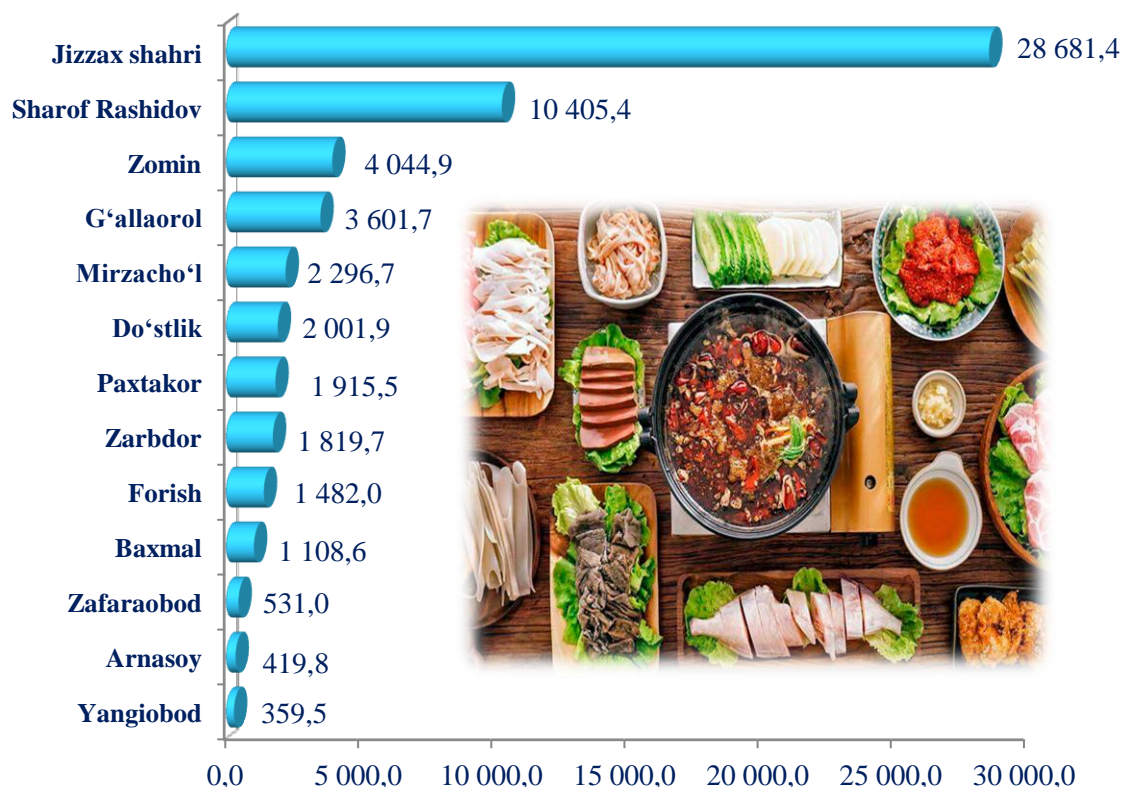 Jizzax shahri 28 681,4
Sharof Rashidov 10 405,4
Zomin 4 044,9
G‘allaorol 3 601,7
Mirzacho‘l 2 296,7
Do‘stlik 2 001,9
Paxtakor 1 915,5
Zarbdor 1 819,7
Forish 1 482,0
Baxmal 1 108,6
Zafaraobod 531,0
Arnasoy 419,8
Yangiobod 359,5
0,0 5 000,0 10 000,0 15 000,0 20 000,0 25 000,0 30 000,0